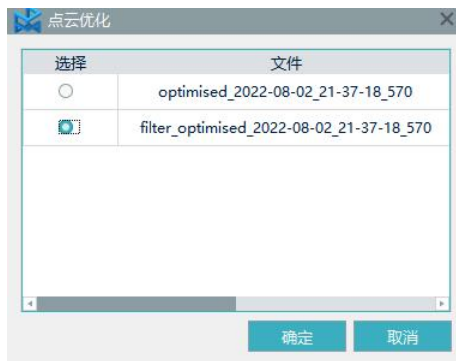 点云优化
选择 文件
optimised_2022-08-02_21-37-18_570
filter_optimised_2022-08-02_21-37-18_570
确定 取消